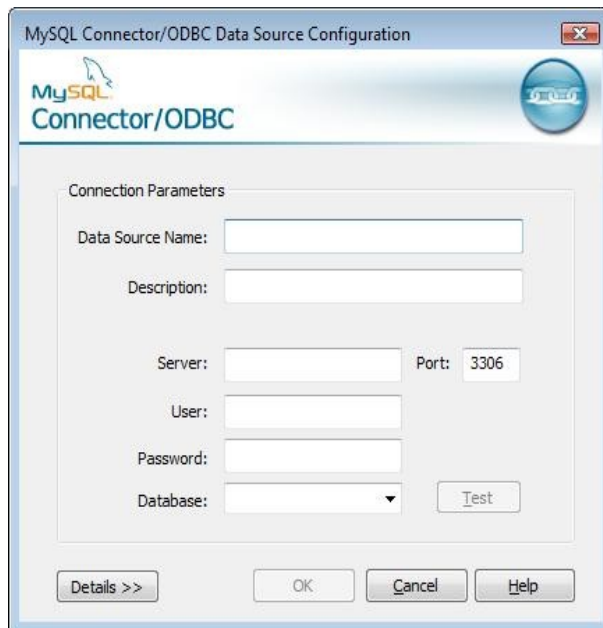 MySQL Connector/ODBC Data Source Configuration
MySQL
Connector/ODBC
Connection Parameters
Data Source Name:
Description:
Server:
Port: 3306
User:
Password:
Database:
Test
Details >>
OK
Cancel
Help